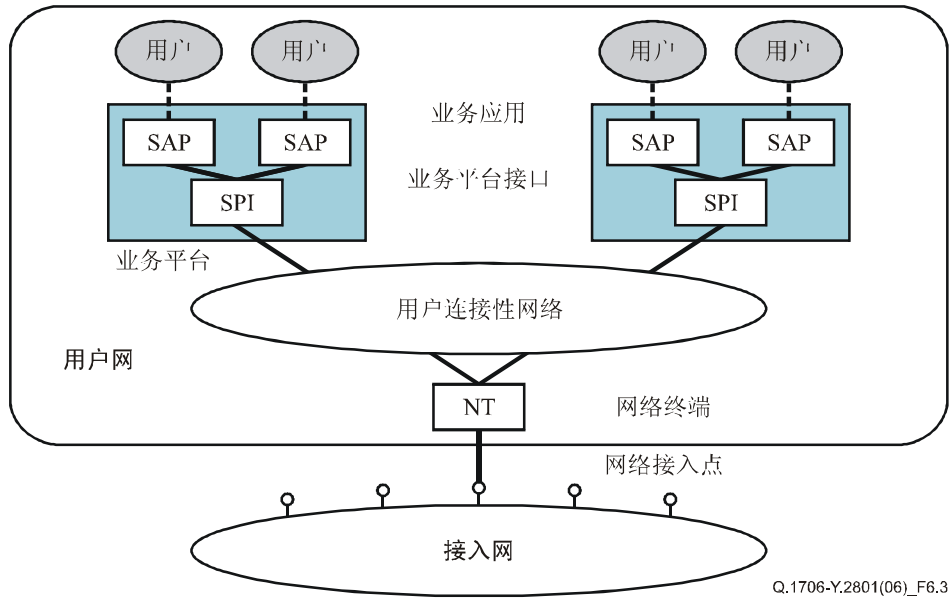 用户
用户
用户
用户
业务应用
SAP
SAP
SAP
SAP
业务平台接口
SPI
SPI
业务平台
用户连接性网络
用户网
NT
网络终端
网络接入点
接入网
Q.1706-Y.2801(06)_F6.3